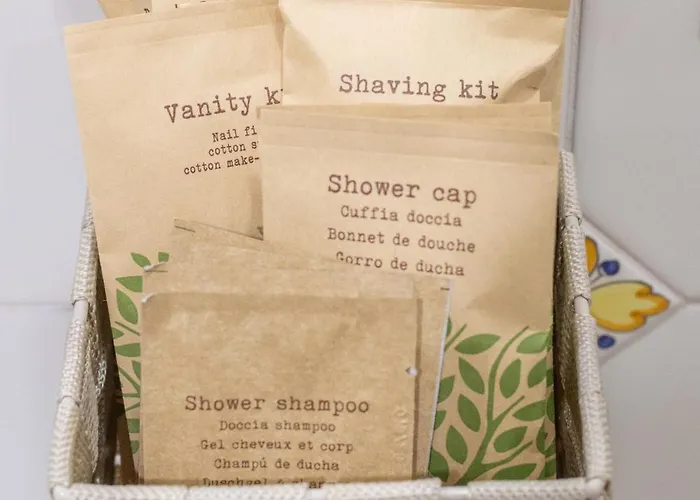 Shaving kit
Vanity
Nail
cotton
cotton make-
Shower cap
Cuffia doccia
Bonnet de douche
Gorro de ducha
Shower shampoo
Doccia shampoo
Gel cheveux et corp
Champú de ducha